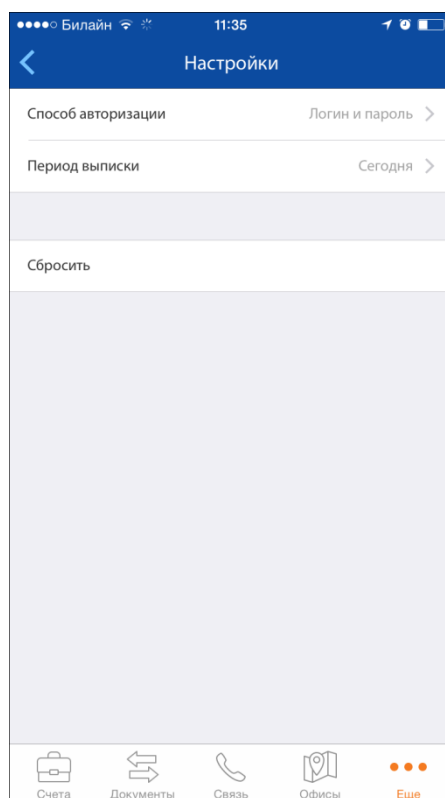 Билайн 11:35
Настройки
Способ авторизации Логин и пароль
Период выписки Сегодня
Сбросить
Счета Документы Связь Офисы Еще